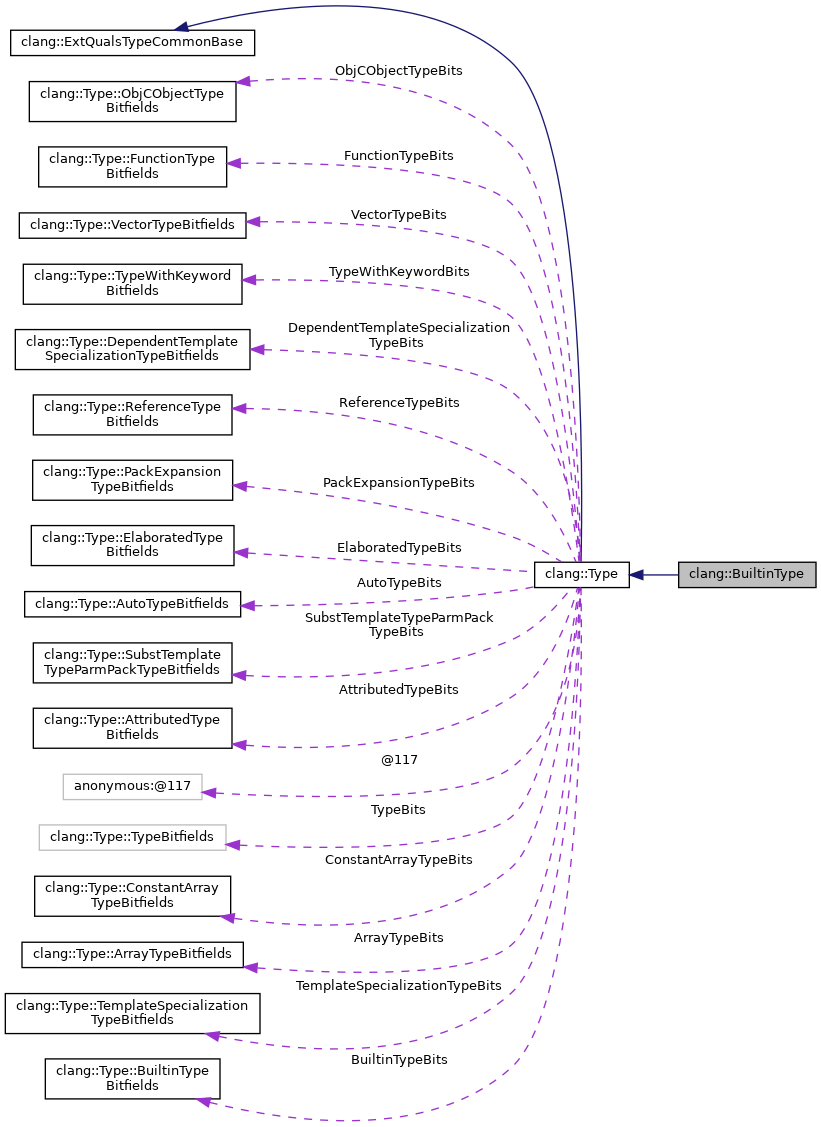 clang::ExtQualsTypeCommonBase
ObjCObjectTypeBits
clang::Type::ObjCObjectType
Bitfields
FunctionTypeBits
clang::Type::FunctionType
Bitfields
VectorTypeBits
clang::Type::VectorTypeBitfields
TypeWithKeywordBits
clang::Type::TypeWithKeyword
Bitfields
DependentTemplateSpecialization
TypeBits
clang::Type::DependentTemplate
SpecializationTypeBitfields
ReferenceTypeBits
clang::Type::ReferenceType
Bitfields
PackExpansionTypeBits
clang::Type::PackExpansion
TypeBitfields
ElaboratedTypeBits
clang::Type::ElaboratedType
Bitfields
clang::Type
clang::BuiltinType
AutoTypeBits
clang::Type::AutoTypeBitfields
SubstTemplateTypeParmPack
TypeBits
clang::Type::SubstTemplate
TypeParmPackTypeBitfields
AttributedTypeBits
clang::Type::AttributedType
Bitfields
@117
anonymous:@117
TypeBits
clang::Type::TypeBitfields
ConstantArrayTypeBits
clang::Type::ConstantArray
TypeBitfields
ArrayTypeBits
clang::Type::ArrayTypeBitfields
TemplateSpecializationTypeBits
clang::Type::TemplateSpecialization
TypeBitfields
BuiltinTypeBits
clang::Type::BuiltinType
Bitfields